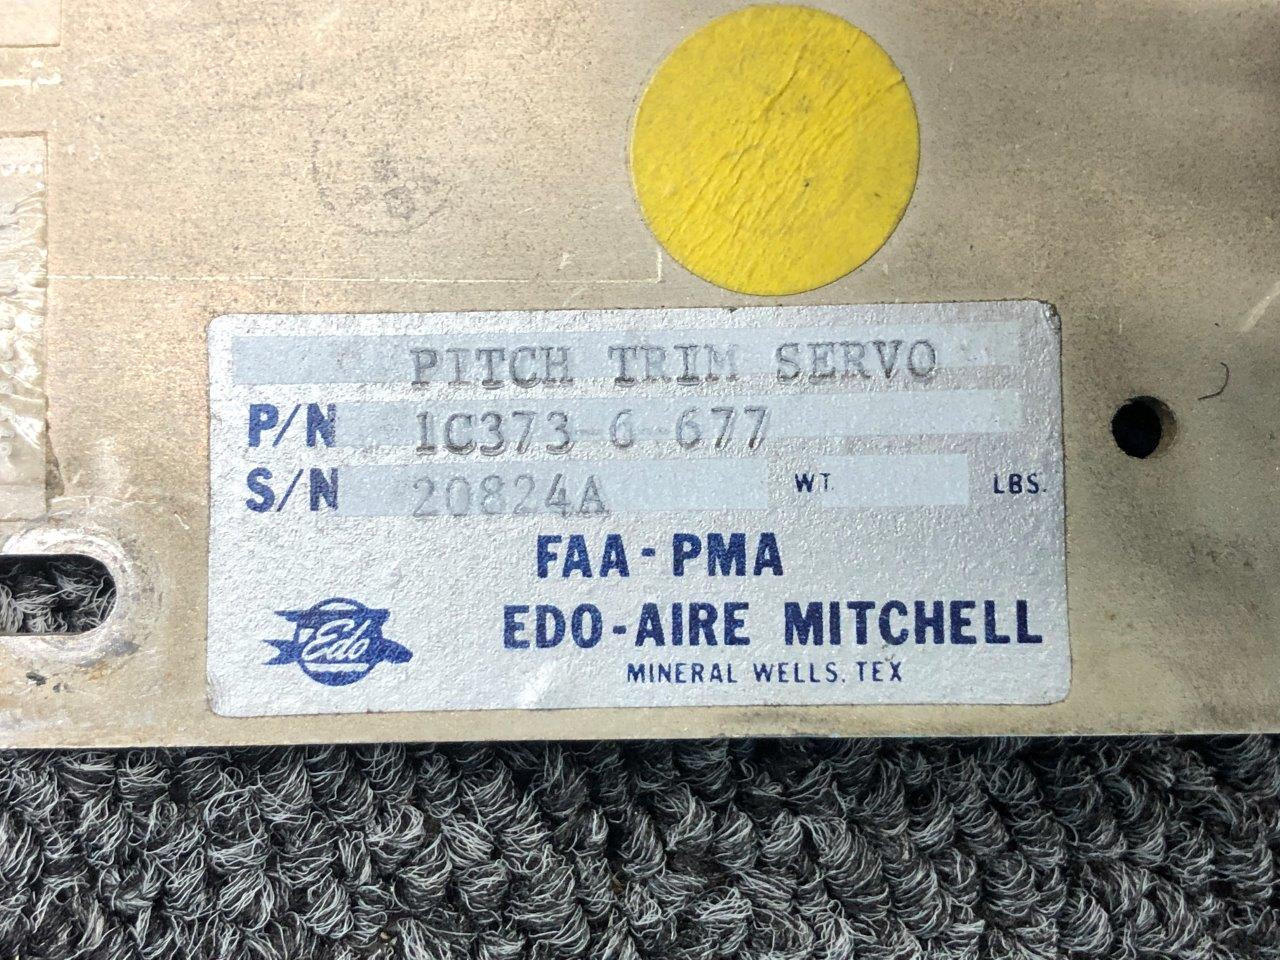 PITCH TRIM SERVO
P/N 1C373-6-677
S/N 20824A WT. LBS.
FAA-PMA
Edo EDO-AIRE MITCHELL
MINERAL WELLS, TEX